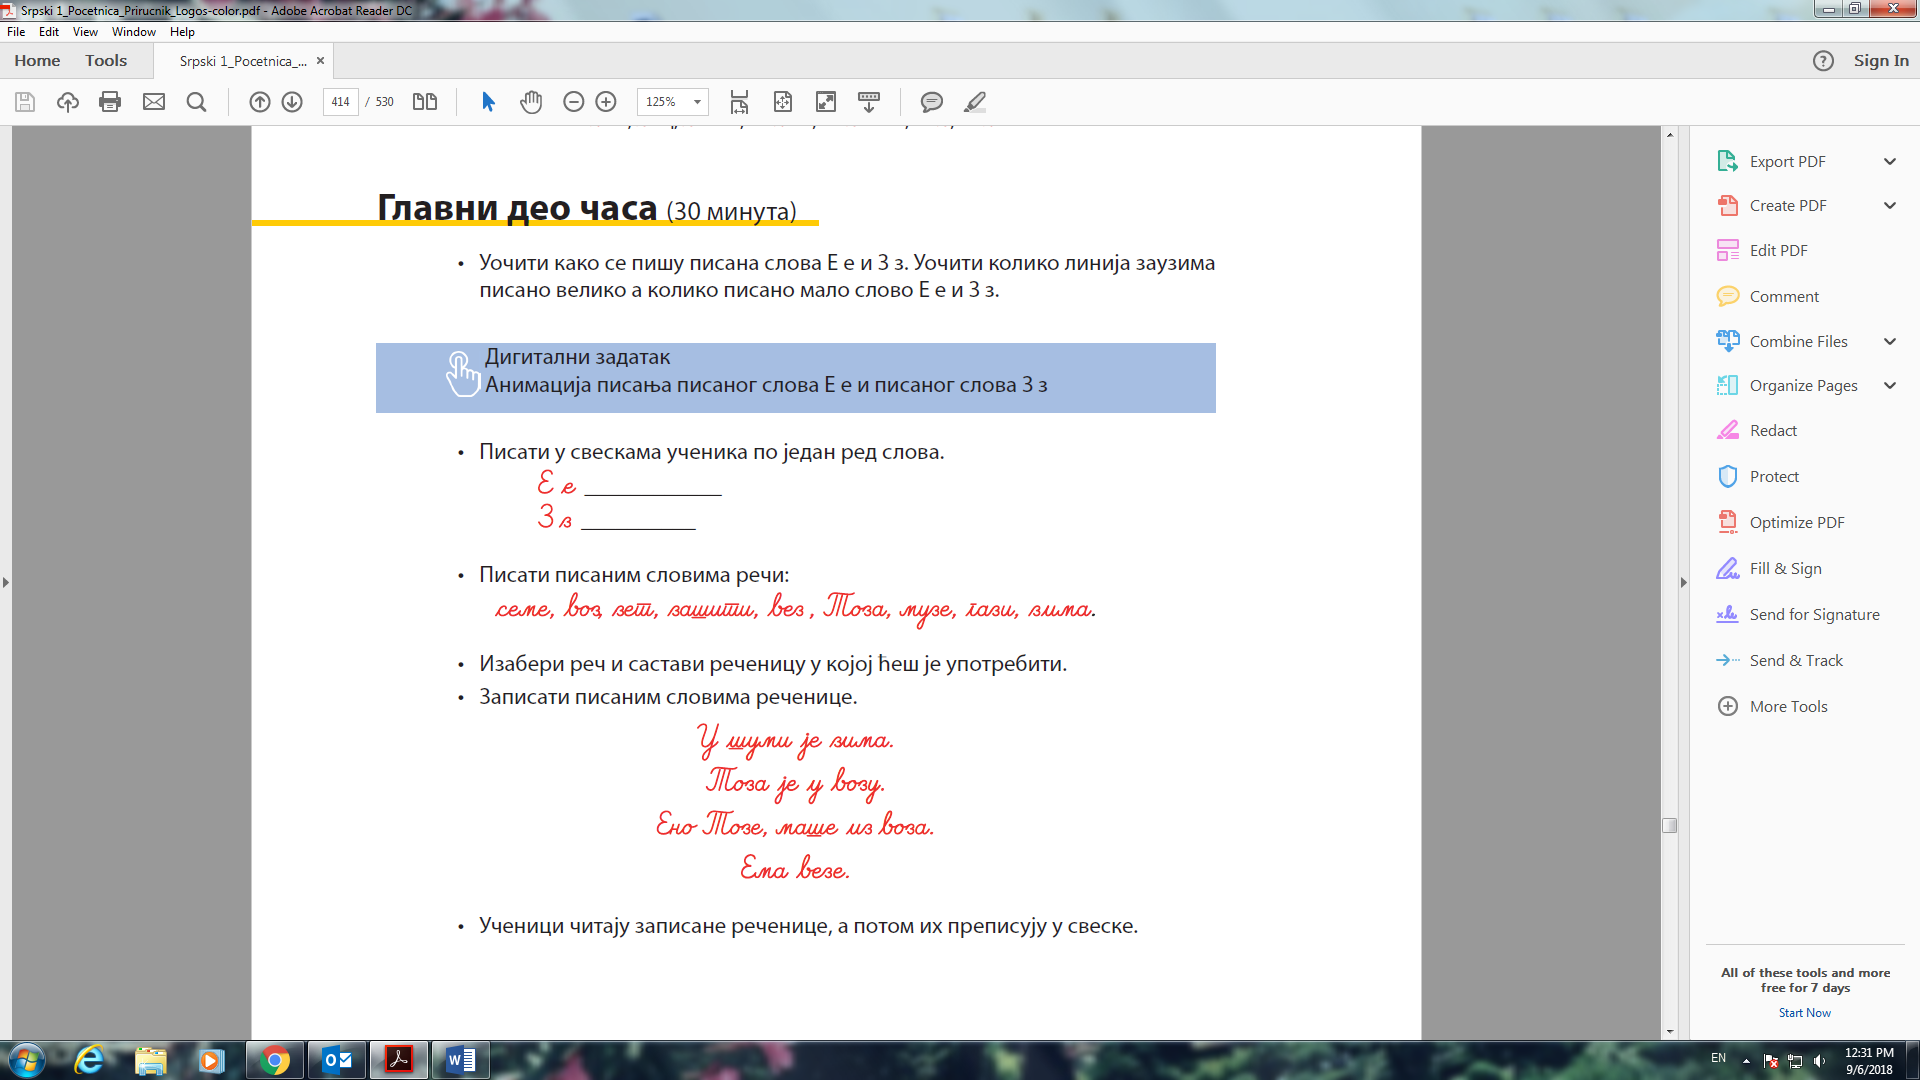 Srpski 1_Pocetnica_Prirucnik_Logos-color.pdf - Adobe Acrobat Reader DC
File Edit View Window Help
Home Tools Srpski 1_Pocetnica_... × Sign In
414 / 530 125%
Главни део часа (30 минута)
• Уочити како се пишу писана слова Е е и З з. Уочити колико линија заузима
писано велико а колико писано мало слово Е е и З з.
Дигитални задатак
Анимација писања писаног слова Е е и писаног слова З з
• Писати у свескама ученика по један ред слова.
Е е ____________
З з __________
• Писати писаним словима речи:
семе, воз, зет, зашити, вез , Тоза, музе, гази, зима.
• Изабери реч и састави реченицу у којој ћеш је употребити.
• Записати писаним словима реченице.
У шуми је зима.
Тоза је у возу.
Ено Тозе, маше из воза.
Ема везе.
• Ученици читају записане реченице, а потом их преписују у свеске.
Export PDF
Create PDF
Edit PDF
Comment
Combine Files
Organize Pages
Redact
Protect
Optimize PDF
Fill & Sign
Send for Signature
Send & Track
More Tools
All of these tools and more
free for 7 days
Start Now
EN
12:31 PM
9/6/2018